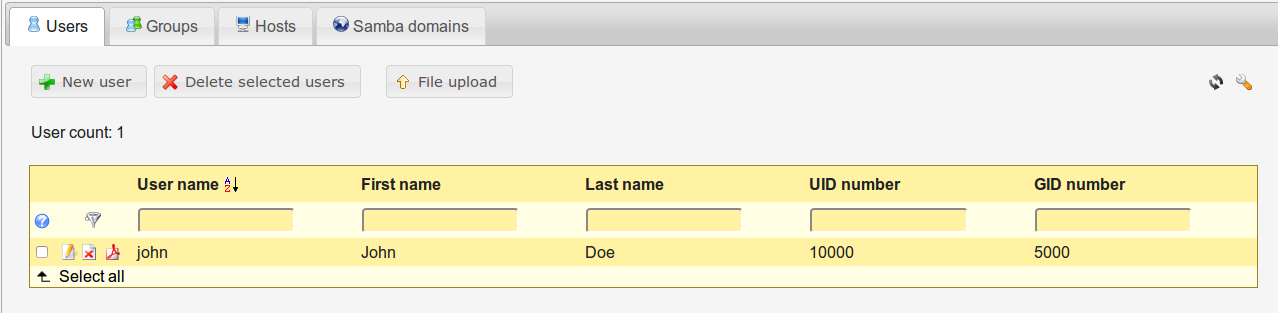 Users Groups Hosts Samba domains
New user Delete selected users File upload
User count: 1
User name First name Last name UID number GID number
john John Doe 10000 5000
Select all